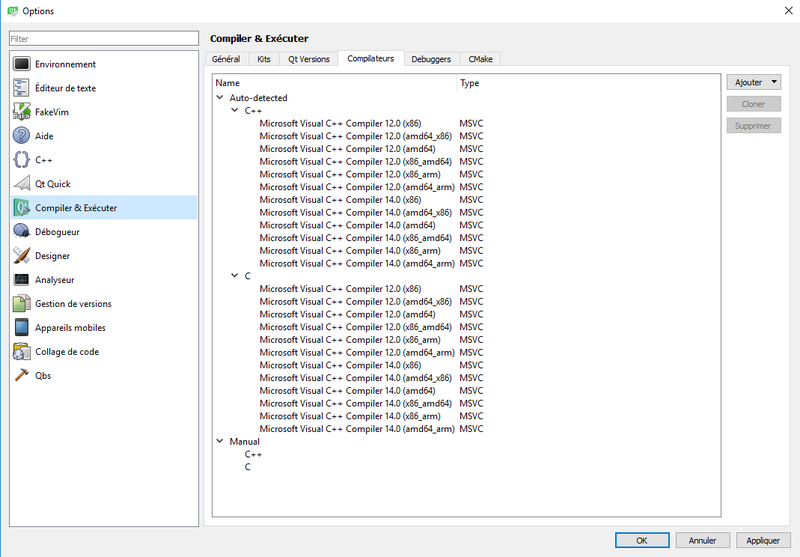 Options
Filter
Environnement
Éditeur de texte
FakeVim
Aide
C++
Qt Quick
Compiler & Exécuter
Débogueur
Designer
Analyseur
Gestion de versions
Appareils mobiles
Collage de code
Qbs
Compiler & Exécuter
Général Kits Qt Versions Compilateurs Debuggers CMake
Name Type
Auto-detected
C++
Microsoft Visual C++ Compiler 12.0 (x86) MSVC
Microsoft Visual C++ Compiler 12.0 (amd64_x86) MSVC
Microsoft Visual C++ Compiler 12.0 (amd64) MSVC
Microsoft Visual C++ Compiler 12.0 (x86_amd64) MSVC
Microsoft Visual C++ Compiler 12.0 (x86_arm) MSVC
Microsoft Visual C++ Compiler 12.0 (amd64_arm) MSVC
Microsoft Visual C++ Compiler 14.0 (x86) MSVC
Microsoft Visual C++ Compiler 14.0 (amd64_x86) MSVC
Microsoft Visual C++ Compiler 14.0 (amd64) MSVC
Microsoft Visual C++ Compiler 14.0 (x86_amd64) MSVC
Microsoft Visual C++ Compiler 14.0 (x86_arm) MSVC
Microsoft Visual C++ Compiler 14.0 (amd64_arm) MSVC
C
Microsoft Visual C++ Compiler 12.0 (x86) MSVC
Microsoft Visual C++ Compiler 12.0 (amd64_x86) MSVC
Microsoft Visual C++ Compiler 12.0 (amd64) MSVC
Microsoft Visual C++ Compiler 12.0 (x86_amd64) MSVC
Microsoft Visual C++ Compiler 12.0 (x86_arm) MSVC
Microsoft Visual C++ Compiler 12.0 (amd64_arm) MSVC
Microsoft Visual C++ Compiler 14.0 (x86) MSVC
Microsoft Visual C++ Compiler 14.0 (amd64_x86) MSVC
Microsoft Visual C++ Compiler 14.0 (amd64) MSVC
Microsoft Visual C++ Compiler 14.0 (x86_amd64) MSVC
Microsoft Visual C++ Compiler 14.0 (x86_arm) MSVC
Microsoft Visual C++ Compiler 14.0 (amd64_arm) MSVC
Manual
C++
C
Ajouter
Cloner
Supprimer
OK Annuler Appliquer